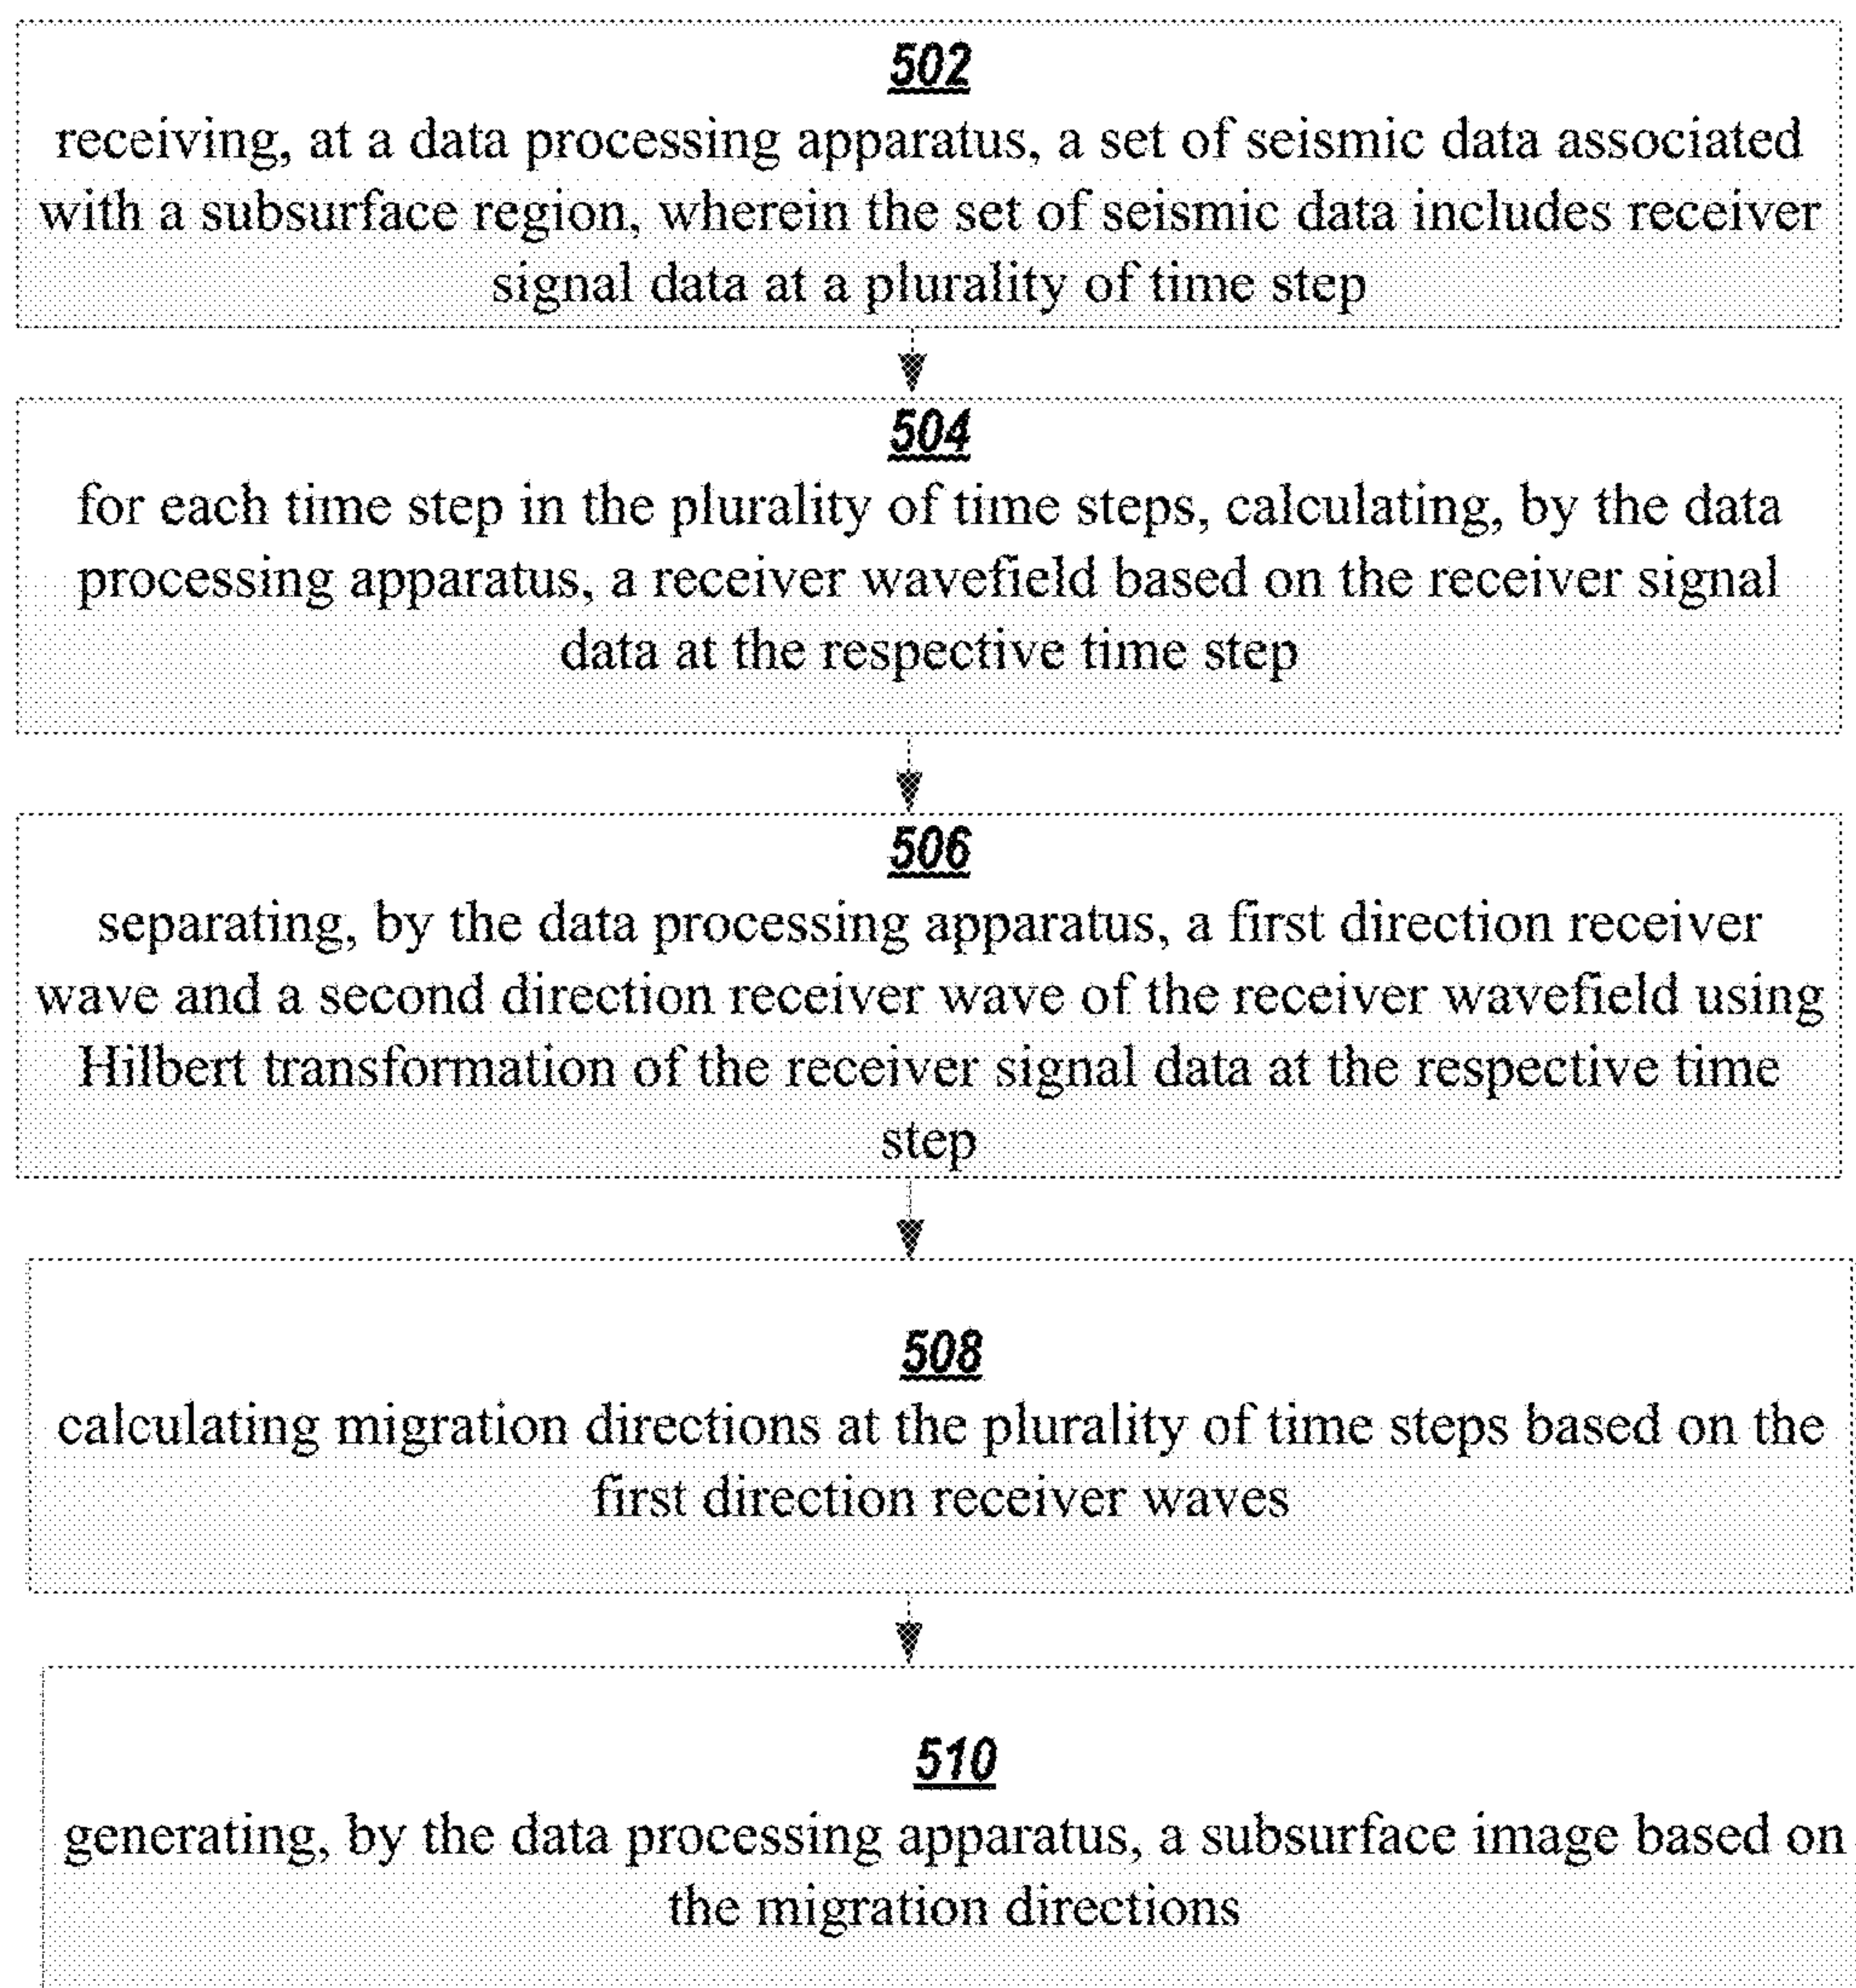 502
receiving, at a data processing apparatus, a set of seismic data associated
with a subsurface region, wherein the set of seismic data includes receiver
signal data at a plurality of time step
504
for each time step in the plurality of time steps, calculating, by the data
processing apparatus, a receiver wavefield based on the receiver signal
data at the respective time step
506
separating, by the data processing apparatus, a first direction receiver
wave and a second direction receiver wave of the receiver wavefield using
Hilbert transformation of the receiver signal data at the respective time
step
508
calculating migration directions at the plurality of time steps based on the
first direction receiver waves
510
generating, by the data processing apparatus, a subsurface image based on
the migration directions